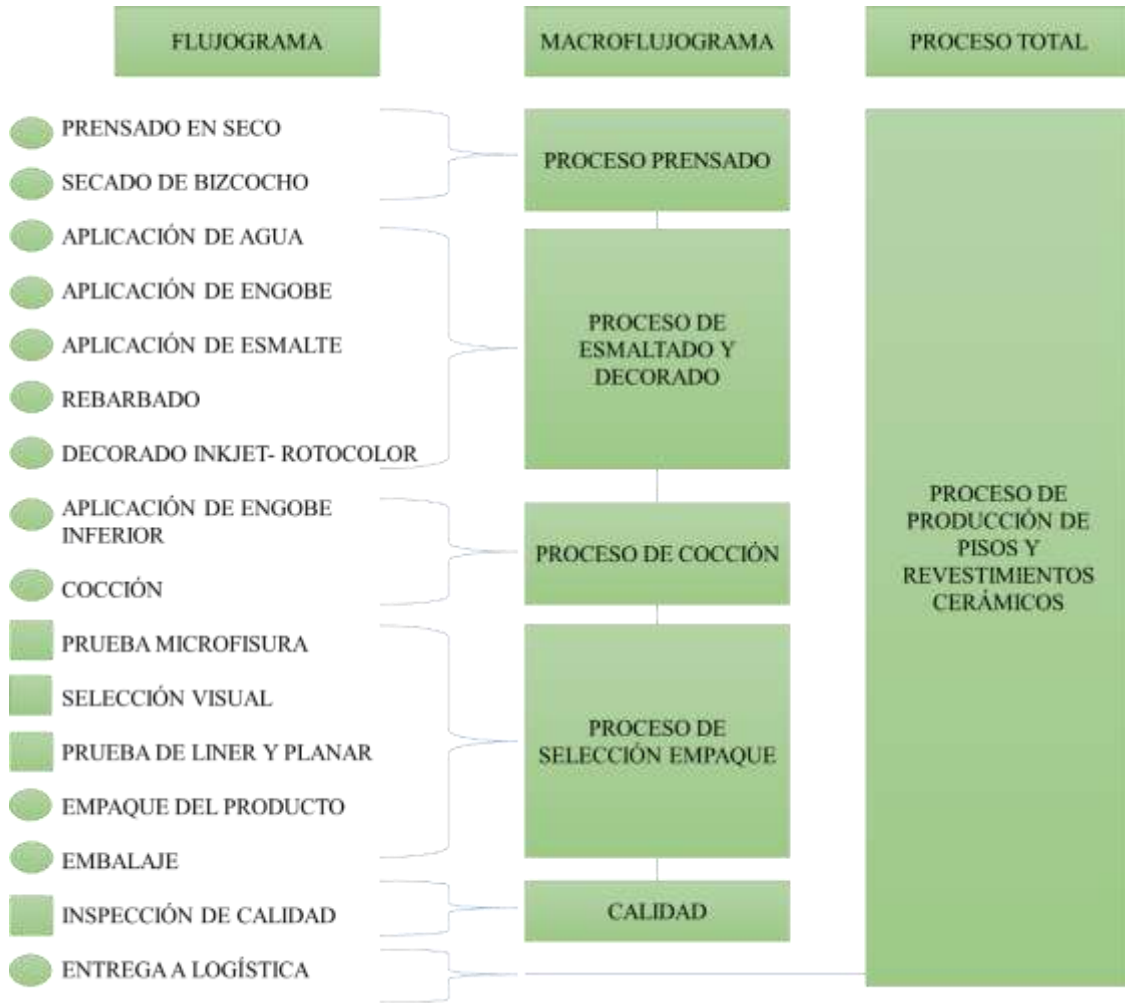 FLUJOGRAMA
MACROFLUJOGRAMA
PROCESO TOTAL
PRENSADO EN SECO
SECADO DE BIZCOCHO
APLICACIÓN DE AGUA
APLICACIÓN DE ENGOBE
APLICACIÓN DE ESMALTE
REBARBADO
DECORADO INKJET- ROTOCOLOR
APLICACIÓN DE ENGOBE
INFERIOR
COCCIÓN
PRUEBA MICROFISURA
SELECCIÓN VISUAL
PRUEBA DE LINER Y PLANAR
EMPAQUE DEL PRODUCTO
EMBALAJE
INSPECCIÓN DE CALIDAD
ENTREGA A LOGÍSTICA
PROCESO PRENSADO
PROCESO DE
ESMALTADO Y
DECORADO
PROCESO DE COCCIÓN
PROCESO DE
SELECCIÓN EMPAQUE
CALIDAD
PROCESO DE
PRODUCCIÓN DE
PISOS Y
REVESTIMIENTOS
CERÁMICOS